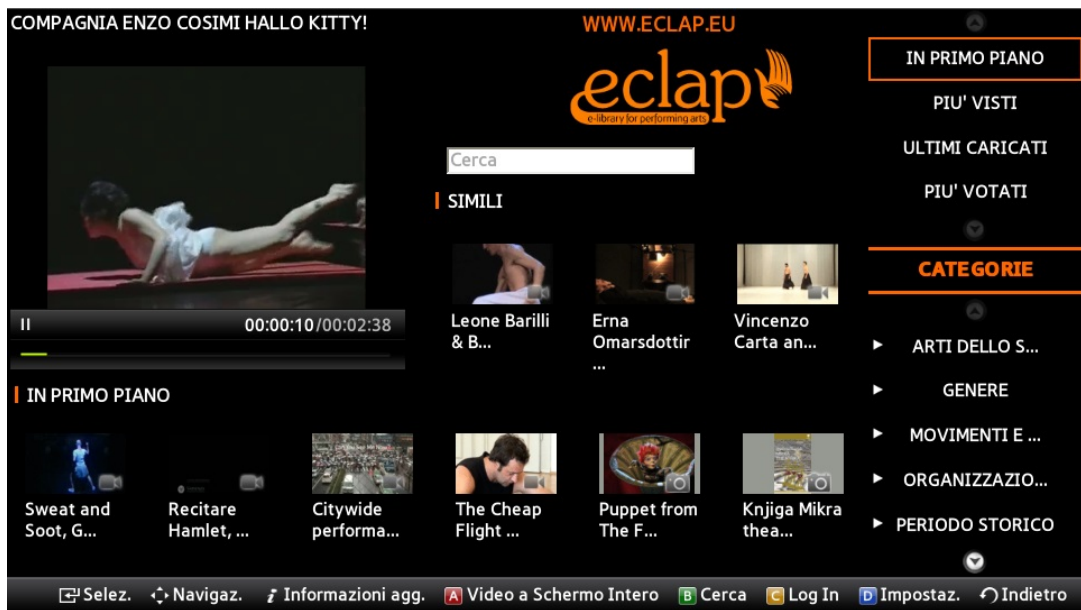 COMPAGNIA ENZO COSIMI HALLO KITTY!
WWW.ECLAP.EU
eclap
e-library for performing arts
Cerca
SIMILI
Leone Barilli
& B...
Erna
Omarsdottir
...
Vincenzo
Carta an...
00:00:10/00:02:38
IN PRIMO PIANO
Sweat and
Soot, G...
Recitare
Hamlet, ...
Citywide
performa...
The Cheap
Flight ...
Puppet from
The F...
Knjiga Mikra
thea...
IN PRIMO PIANO
PIU' VISTI
ULTIMI CARICATI
PIU' VOTATI
CATEGORIE
ARTI DELLO S...
GENERE
MOVIMENTI E ...
ORGANIZZAZIO...
PERIODO STORICO
Selez. Navigaz. i Informazioni agg. A Video a Schermo Intero B Cerca C Log In D Impostaz. Indietro